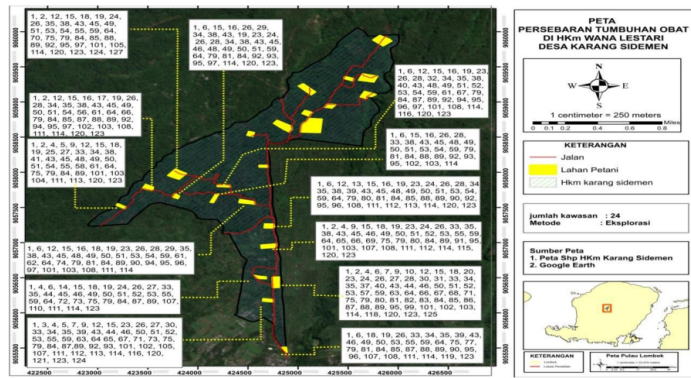 1, 2, 12, 15, 18, 19, 24,
26, 35, 38, 43, 45, 49,
51, 53, 54, 55, 59, 64,
70, 75, 79, 84, 85, 88,
89, 92, 95, 97, 101, 105,
114, 120, 123, 124, 127
1, 6, 15, 16, 26, 29,
34, 38, 43, 19, 23, 24,
26, 28, 34, 38, 43, 45,
46, 48, 49, 50, 51, 59,
64, 79, 81, 84, 92, 93,
95, 97, 114, 120, 123,
1, 6, 12, 15, 16, 19, 23,
26, 28, 32, 34, 35, 38,
40, 43, 48, 49, 51, 52,
53, 54, 59, 61, 67, 79,
84, 87, 89, 92, 94, 95,
96, 97, 101, 108, 114,
116, 120, 123
1, 2, 12, 15, 16, 17, 19, 26,
28, 34, 35, 38, 43, 45, 49,
50, 51, 54, 56, 61, 64, 66,
79, 84, 85, 87, 88, 89, 92,
94, 95, 97, 102, 103, 108,
111, 114, 120, 123
1, 6, 15, 16, 26, 28,
33, 38, 43, 45, 48, 49,
50, 51, 53, 54, 59, 79,
81, 84, 88, 89, 92, 93,
95, 102, 103, 114
1, 2, 4, 5, 9, 12, 15, 18,
19, 25, 27, 33, 34, 38,
41, 43, 45, 48, 49, 50,
51, 54, 55, 58, 61, 64,
75, 79, 84, 89, 101, 103,
104, 111, 113, 120, 123
1, 6, 12, 13, 15, 16, 19, 23, 24, 26, 28, 34
35, 38, 39, 43, 45, 48, 49, 50, 51, 53, 54,
59, 64, 79, 80, 81, 84, 85, 88, 89, 90, 92,
95, 96, 108, 111, 112, 113, 114, 120, 123
1, 2, 4, 9, 15, 18, 19, 23, 24, 26, 33, 35,
38, 43, 45, 46, 49, 50, 51, 52, 53, 55, 59,
64, 65, 66, 69, 75, 79, 80, 84, 89, 91, 95,
101, 103, 107, 108, 111, 112, 114, 115,
120, 123
1, 6, 12, 15, 16, 18, 19, 23, 26, 28, 29, 35,
38, 43, 45, 48, 49, 50, 51, 53, 54, 59, 61,
62, 64, 74, 79, 81, 84, 89, 90, 94, 95, 96,
97, 101, 103, 108, 111, 114
1, 2, 4, 6, 7, 9, 10, 12, 15, 18, 20,
23, 24, 26, 27, 28, 30, 31, 33, 34,
35, 37, 40, 43, 44, 46, 50, 51, 52,
53, 57, 59, 63, 64, 66, 67, 68, 71,
75, 79, 80, 81, 82, 83, 84, 85, 86,
87, 88, 89, 95, 99, 101, 102, 103,
114, 118, 120, 123, 125
1, 4, 6, 14, 15, 18, 19, 24, 26, 27, 33,
35, 44, 45, 46, 49, 50, 51, 52, 53, 55,
59, 64, 72, 73, 75, 79, 84, 87, 89, 107,
110, 111, 114, 123
1, 3, 4, 5, 7, 9, 12, 15, 23, 26, 27, 30,
33, 34, 35, 39, 43, 44, 46, 50, 51, 52,
53, 55, 59, 63, 64, 65, 67, 71, 73, 75,
79, 84, 87,89, 92, 93, 101, 102, 105,
107, 111, 112, 113, 114, 116, 120,
121, 123, 124
1, 6, 18, 19, 26, 33, 34, 35, 39, 43,
46, 49, 50, 53, 55, 59, 64, 75, 77,
79, 81, 84, 85, 87, 88, 89, 90, 95,
96, 107, 108, 111, 114, 119, 123
9060000
9059500
9059000
9058500
9058000
9057500
9057000
9056500
9056000
9055500
422500 423000 423500 424000 424500 425000 425500 426000 426500
PETA
PERSEBARAN TUMBUHAN OBAT
DI HKm WANA LESTARI
DESA KARANG SIDEMEN
N
W E
S
1 centimeter = 250 meters
Miles
KETERANGAN
Jalan
Lahan Petani
Hkm karang sidemen
jumlah kawasan : 24
Metode : Eksplorasi
Sumber Peta
1. Peta Shp HKm Karang Sidemen
2. Google Earth
KETERANGAN
Peta Pulau Lombok